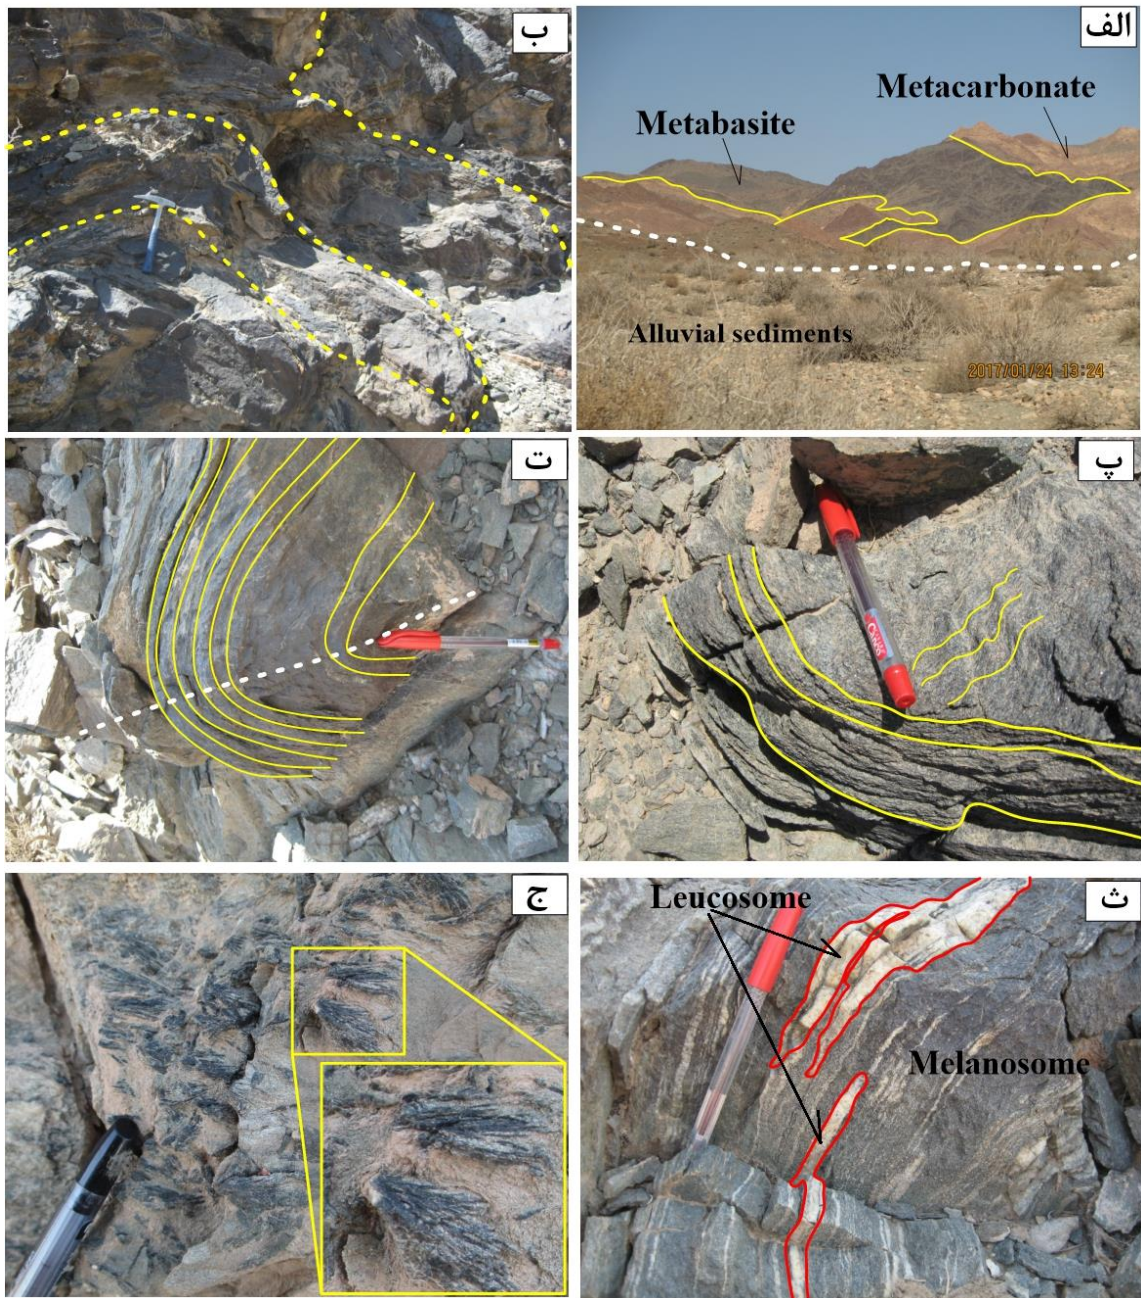 الف
Metacarbonate
Metabasite
Alluvial sediments
2017/01/24 13:24
ب
پ
ت
ث
Leucosome
Melanosome
ج